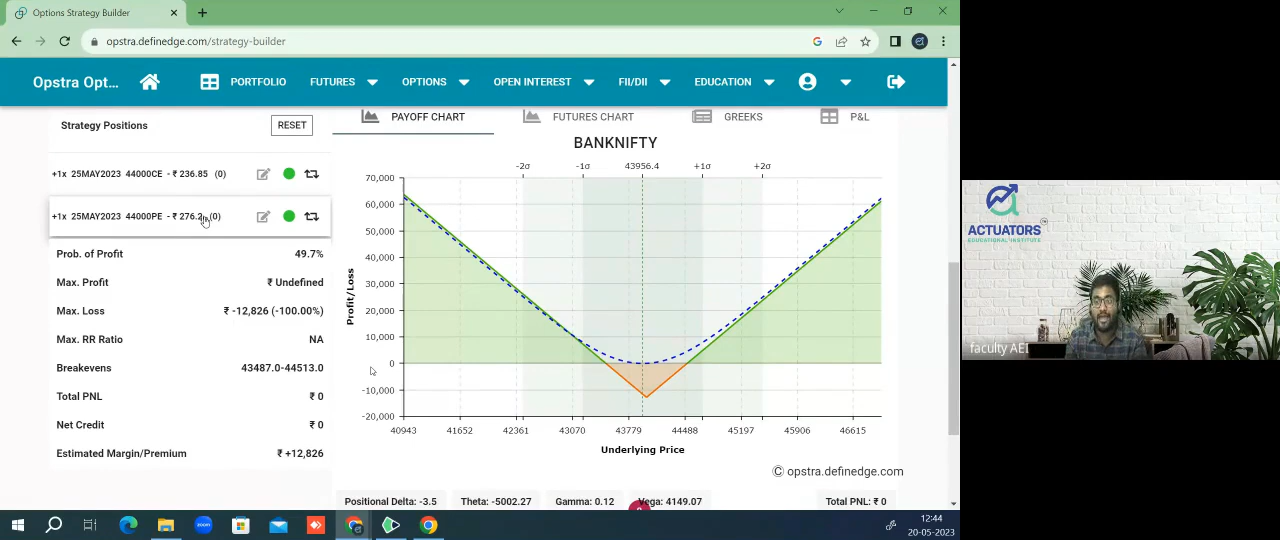 Options Strategy Builder
opstra.definedge.com/strategy-builder
Opstra Opt...
PORTFOLIO
FUTURES
OPTIONS
OPEN INTEREST
FII/DII
EDUCATION
Strategy Positions
RESET
PAYOFF CHART
FUTURES CHART
GREEKS
P&L
BANKNIFTY
+1x 25MAY2023 44000CE - ₹ 236.85 (0)
+1x 25MAY2023 44000PE - ₹ 276.2 (0)
Prob. of Profit 49.7%
Max. Profit ₹ Undefined
Max. Loss ₹ -12,826 (-100.00%)
Max. RR Ratio NA
Breakevens 43487.0-44513.0
Total PNL ₹ 0
Net Credit ₹ 0
Estimated Margin/Premium ₹ +12,826
-2σ -1σ 43956.4 +1σ +2σ
70,000
60,000
50,000
40,000
30,000
20,000
10,000
0
-10,000
-20,000
Profit/Loss
40943 41652 42361 43070 43779 44488 45197 45906 46615
Underlying Price
© opstra.definedge.com
Positional Delta: -3.5
Theta: -5002.27
Gamma: 0.12
Vega: 4149.07
Total PNL: ₹ 0
zoom
12:44
20-05-2023
ACTUATORS
EDUCATIONAL INSTITUTE
faculty AEI